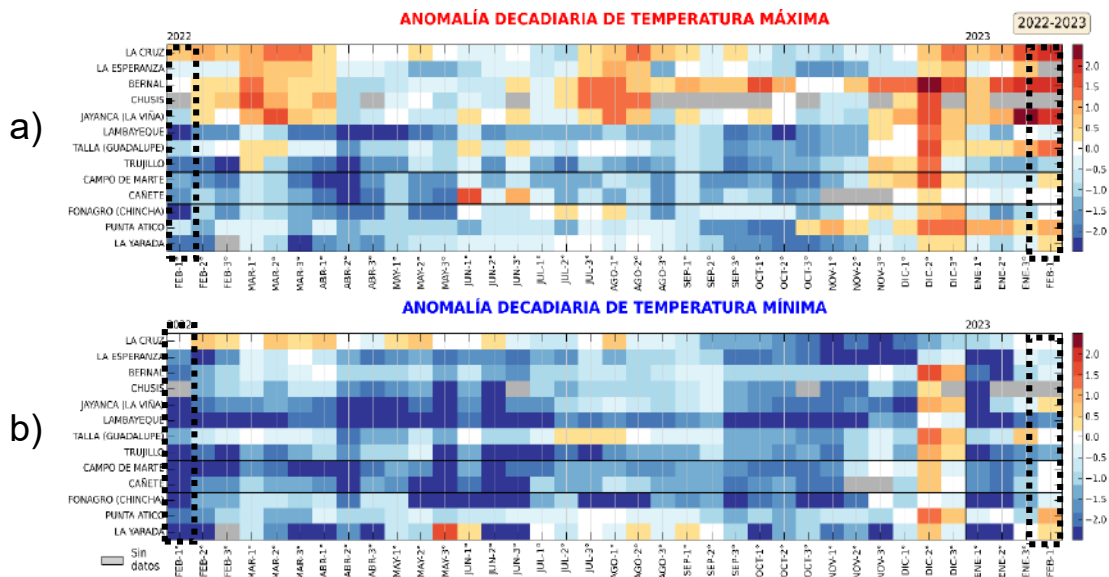 ANOMALÍA DECADIARIA DE TEMPERATURA MÁXIMA
2022-2023
a)
2022
2023
LA CRUZ
LA ESPERANZA
BERNAL
CHUSIS
JAYANCA (LA VIÑA)
LAMBAYEQUE
TALLA (GUADALUPE)
TRUJILLO
CAMPO DE MARTE
CAÑETE
FONAGRO (CHINCHA)
PUNTA ATICO
LA YARADA
2.0
1.5
1.0
0.5
0.0
-0.5
-1.0
-1.5
-2.0
FEB-1°
FEB-2°
FEB-3°
MAR-1°
MAR-2°
MAR-3°
ABR-1°
ABR-2°
ABR-3°
MAY-1°
MAY-2°
MAY-3°
JUN-1°
JUN-2°
JUN-3°
JUL-1°
JUL-2°
JUL-3°
AGO-1°
AGO-2°
AGO-3°
SEP-1°
SEP-2°
SEP-3°
OCT-1°
OCT-2°
OCT-3°
NOV-1°
NOV-2°
NOV-3°
DIC-1°
DIC-2°
DIC-3°
ENE-1°
ENE-2°
ENE-3°
FEB-1°
ANOMALÍA DECADIARIA DE TEMPERATURA MÍNIMA
b)
2022
2023
LA CRUZ
LA ESPERANZA
BERNAL
CHUSIS
JAYANCA (LA VIÑA)
LAMBAYEQUE
TALLA (GUADALUPE)
TRUJILLO
CAMPO DE MARTE
CAÑETE
FONAGRO (CHINCHA)
PUNTA ATICO
LA YARADA
2.0
1.5
1.0
0.5
0.0
-0.5
-1.0
-1.5
-2.0
Sin
datos
FEB-1°
FEB-2°
FEB-3°
MAR-1°
MAR-2°
MAR-3°
ABR-1°
ABR-2°
ABR-3°
MAY-1°
MAY-2°
MAY-3°
JUN-1°
JUN-2°
JUN-3°
JUL-1°
JUL-2°
JUL-3°
AGO-1°
AGO-2°
AGO-3°
SEP-1°
SEP-2°
SEP-3°
OCT-1°
OCT-2°
OCT-3°
NOV-1°
NOV-2°
NOV-3°
DIC-1°
DIC-2°
DIC-3°
ENE-1°
ENE-2°
ENE-3°
FEB-1°